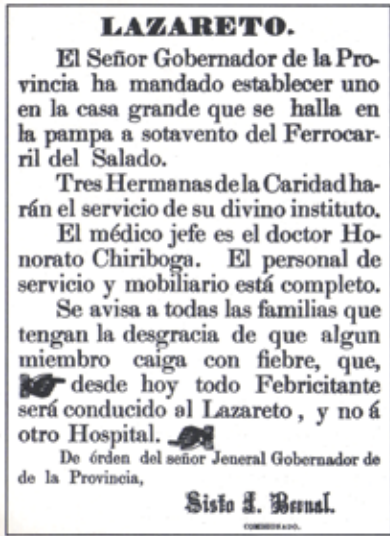 LAZARETO.
El Señor Gobernador de la Pro-
vincia ha mandado establecer uno
en la casa grande que se halla en
la pampa a sotavento del Ferrocar-
ril del Salado.
Tres Hermanas de la Caridad ha-
rán el servicio de su divino instituto.
El médico jefe es el doctor Ho-
norato Chiriboga. El personal de
servicio y mobiliario está completo.
Se avisa a todas las familias que
tengan la desgracia de que algun
miembro caiga con fiebre, que,
desde hoy todo Febricitante
será conducido al Lazareto, y no á
otro Hospital.
De órden del señor Jeneral Gobernador de
de la Provincia,
Sisto J. Bernal.
COMISIONADO.